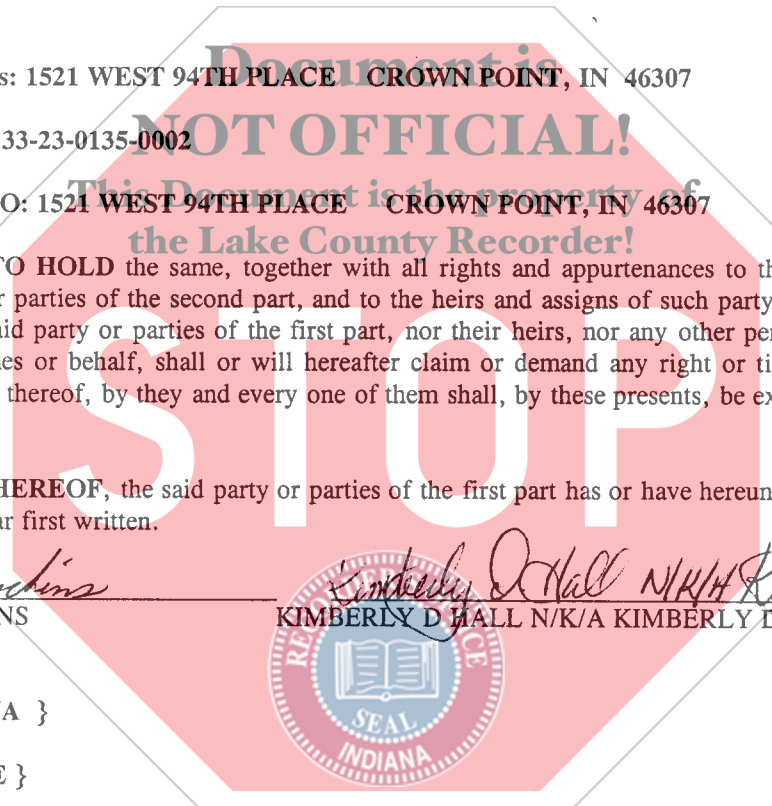 Document is
s: 1521 WEST 94TH PLACE CROWN POINT, IN 46307
NOT OFFICIAL!
33-23-0135-0002
This Document is the property of
O: 1521 WEST 94TH PLACE CROWN POINT, IN 46307
the Lake County Recorder!
TO HOLD the same, together with all rights and appurtenances to th
r parties of the second part, and to the heirs and assigns of such party
aid party or parties of the first part, nor their heirs, nor any other per
nes or behalf, shall or will hereafter claim or demand any right or ti
thereof, by they and every one of them shall, by these presents, be ex
STOP
HEREOF, the said party or parties of the first part has or have hereun
ar first written.
Kimberly D Hall N/K/A
NS
KIMBERLY D HALL N/K/A KIMBERLY D
RECORDER'S OFFICE
SEAL
INDIANA
/A }
E }